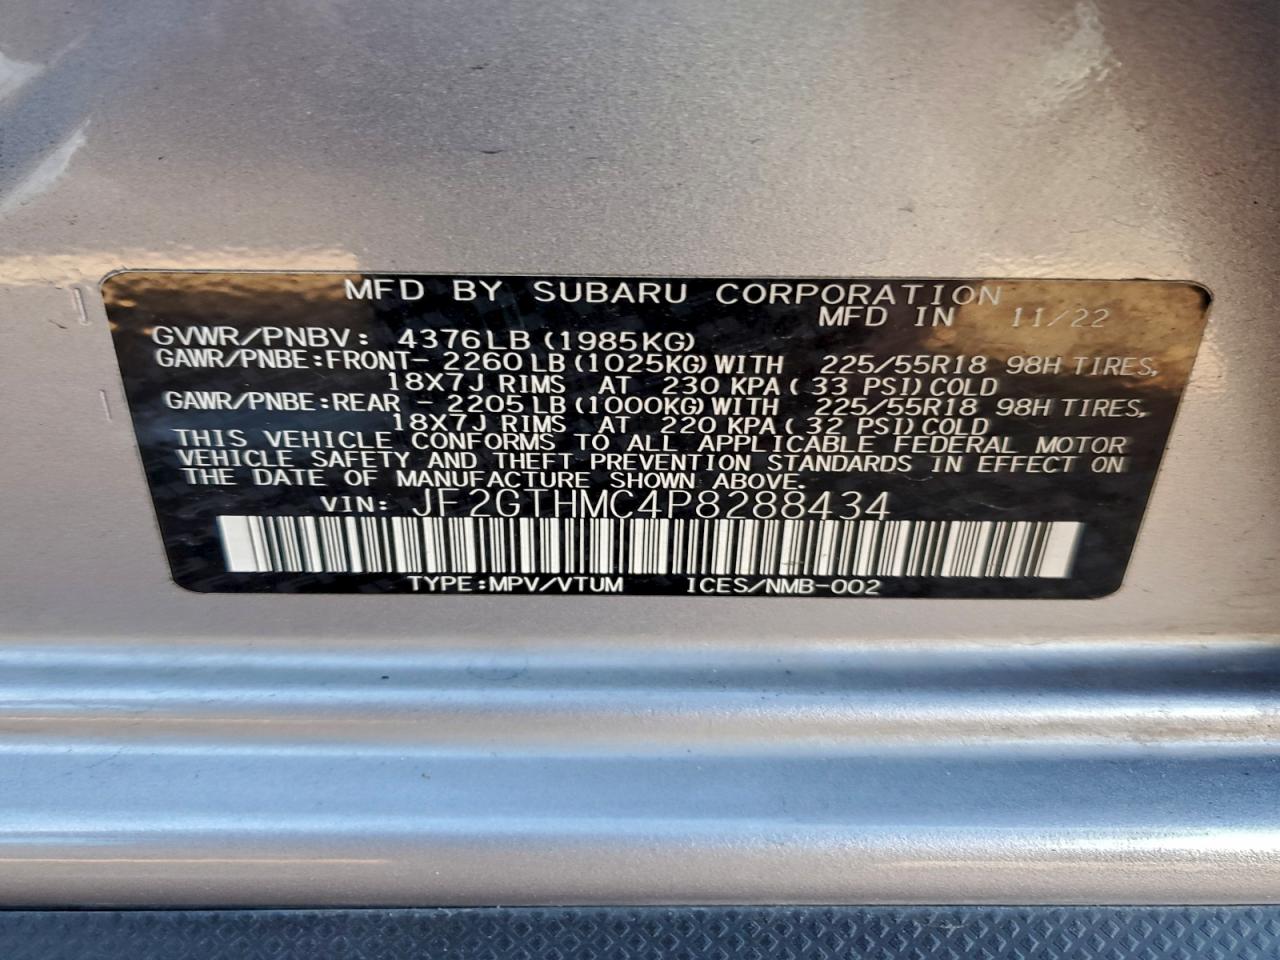 MFD BY SUBARU CORPORATION
MFD IN 11/22
GVWR/PNBV: 4376LB (1985KG)
GAWR/PNBE:FRONT- 2260 LB (1025KG) WITH 225/55R18 98H TIRES,
18X7J RIMS AT 230 KPA ( 33 PSI) COLD
GAWR/PNBE:REAR - 2205 LB (1000KG) WITH 225/55R18 98H TIRES,
18X7J RIMS AT 220 KPA ( 32 PSI) COLD
THIS VEHICLE CONFORMS TO ALL APPLICABLE FEDERAL MOTOR
VEHICLE SAFETY AND THEFT PREVENTION STANDARDS IN EFFECT ON
THE DATE OF MANUFACTURE SHOWN ABOVE.
VIN: JF2GTHMC4P8288434
TYPE:MPV/VTUM ICES/NMB-002